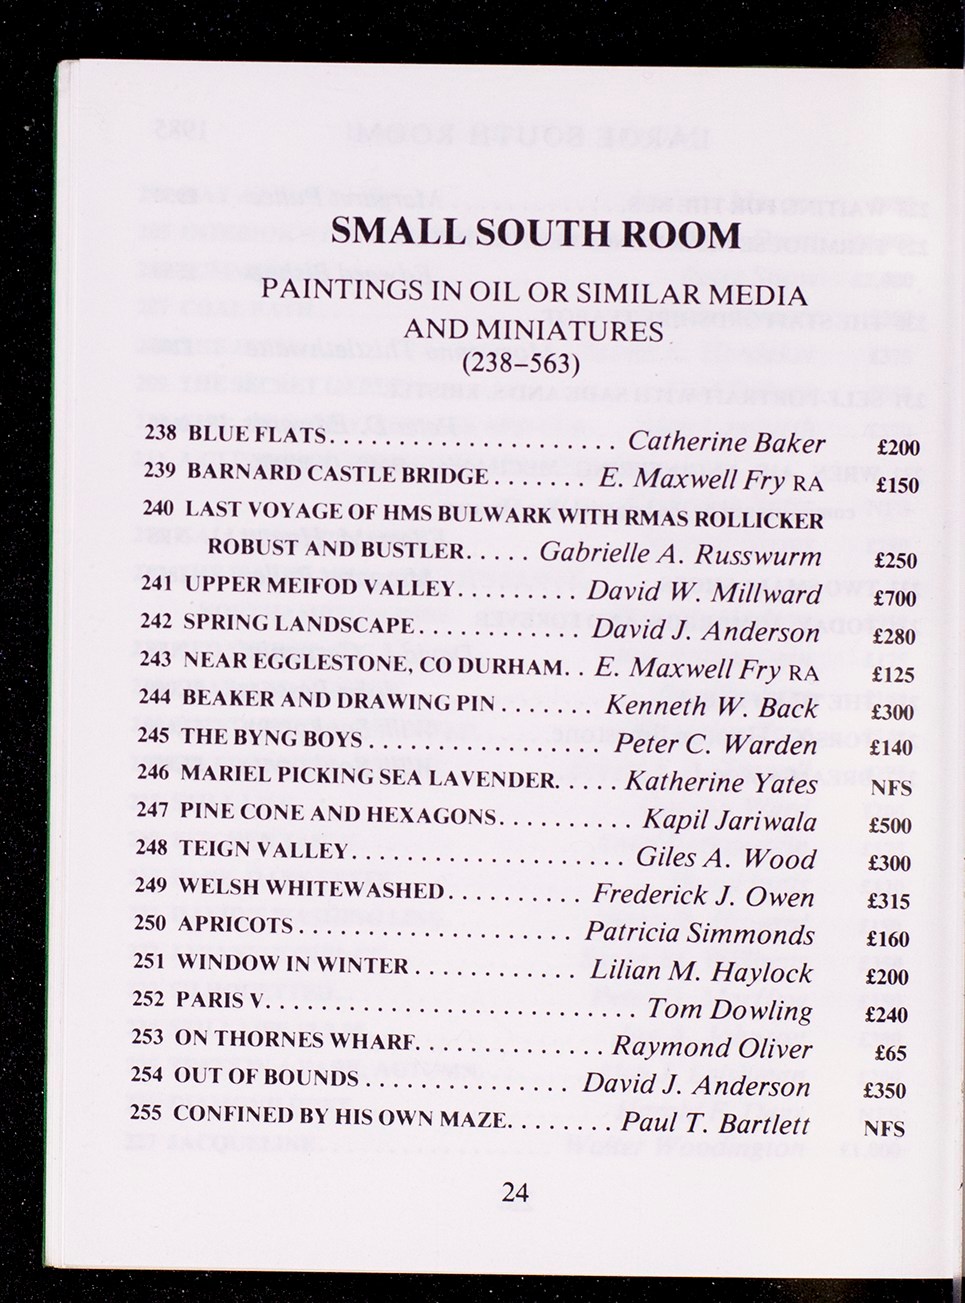 SMALL SOUTH ROOM
PAINTINGS IN OIL OR SIMILAR MEDIA
AND MINIATURES
(238–563)
238 BLUE FLATS. . . . . . . . . . . . . . . . . . Catherine Baker £200
239 BARNARD CASTLE BRIDGE . . . . . . . E. Maxwell Fry RA £150
240 LAST VOYAGE OF HMS BULWARK WITH RMAS ROLLICKER
ROBUST AND BUSTLER. . . . . Gabrielle A. Russwurm £250
241 UPPER MEIFOD VALLEY. . . . . . . . . David W. Millward £700
242 SPRING LANDSCAPE. . . . . . . . . . . . David J. Anderson £280
243 NEAR EGGLESTONE, CO DURHAM. . E. Maxwell Fry RA £125
244 BEAKER AND DRAWING PIN . . . . . . . Kenneth W. Back £300
245 THE BYNG BOYS. . . . . . . . . . . . . . . . . Peter C. Warden £140
246 MARIEL PICKING SEA LAVENDER. . . . . Katherine Yates NFS
247 PINE CONE AND HEXAGONS. . . . . . . . . . Kapil Jariwala £500
248 TEIGN VALLEY. . . . . . . . . . . . . . . . . . . . . Giles A. Wood £300
249 WELSH WHITEWASHED. . . . . . . . . . Frederick J. Owen £315
250 APRICOTS . . . . . . . . . . . . . . . . . . . . Patricia Simmonds £160
251 WINDOW IN WINTER . . . . . . . . . . . . Lilian M. Haylock £200
252 PARIS V. . . . . . . . . . . . . . . . . . . . . . . . . . . . Tom Dowling £240
253 ON THORNES WHARF. . . . . . . . . . . . . . Raymond Oliver £65
254 OUT OF BOUNDS . . . . . . . . . . . . . . . David J. Anderson £350
255 CONFINED BY HIS OWN MAZE. . . . . . . . Paul T. Bartlett NFS
24